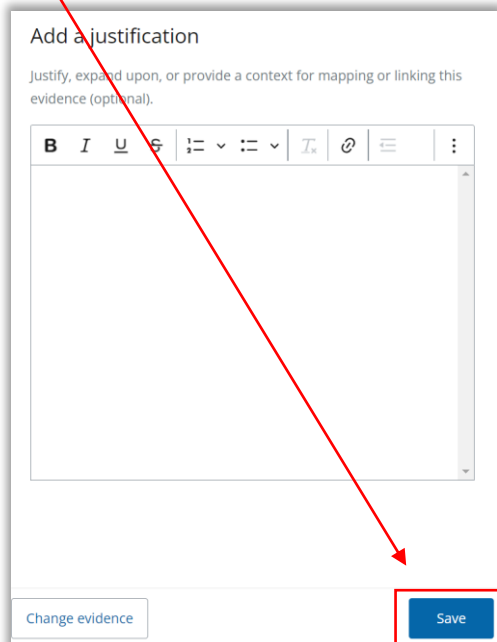 Add a justification
Justify, expand upon, or provide a context for mapping or linking this
evidence (optional).
B I U S
Change evidence
Save